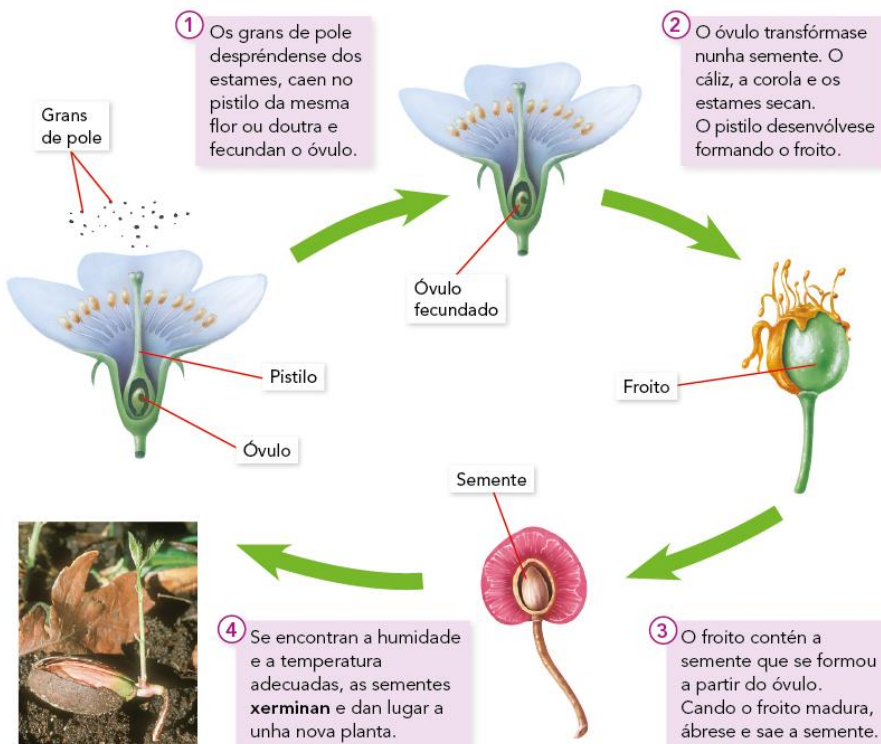 1
Os grans de pole
despréndense dos
estames, caen no
pistilo da mesma
flor ou doutra e
fecundan o óvulo.
2
O óvulo transfórmase
nunha semente. O
cáliz, a corola e os
estames secan.
O pistilo desenvólvese
formando o froito.
Grans
de pole
Óvulo
fecundado
Pistilo
Froito
Óvulo
Semente
4
Se encontran a humidade
e a temperatura
adecuadas, as sementes
xerminan e dan lugar a
unha nova planta.
3
O froito contén a
semente que se formou
a partir do óvulo.
Cando o froito madura,
ábrese e sae a semente.